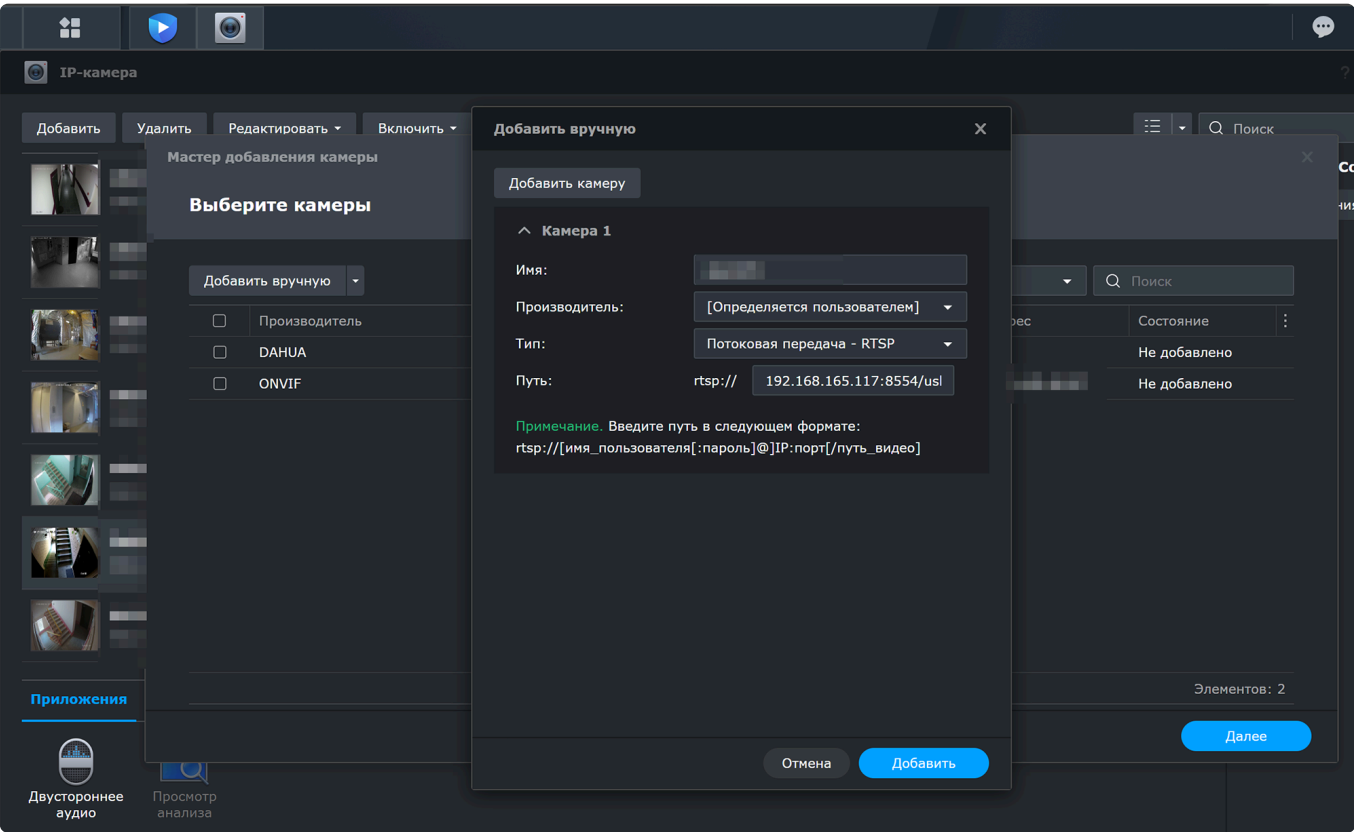 IP-камера
?
Добавить
Удалить
Редактировать
Включить
Поиск
Мастер добавления камеры
Выберите камеры
Добавить вручную
Поиск
Производитель
рес
Состояние
DAHUA
Не добавлено
ONVIF
Не добавлено
Элементов: 2
Далее
Добавить вручную
Добавить камеру
Камера 1
Имя:
Производитель:
[Определяется пользователем]
Тип:
Потоковая передача - RTSP
Путь:
rtsp://
192.168.165.117:8554/usl
Примечание. Введите путь в следующем формате:
rtsp://[имя_пользователя[:пароль]@]IP:порт[/путь_видео]
Отмена
Добавить
Со
ния
Приложения
Двустороннее
аудио
Просмотр
анализа